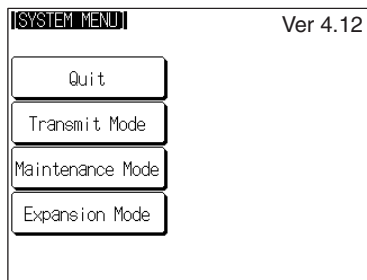 [SYSTEM MENU]
Ver 4.12
Quit
Transmit Mode
Maintenance Mode
Expansion Mode